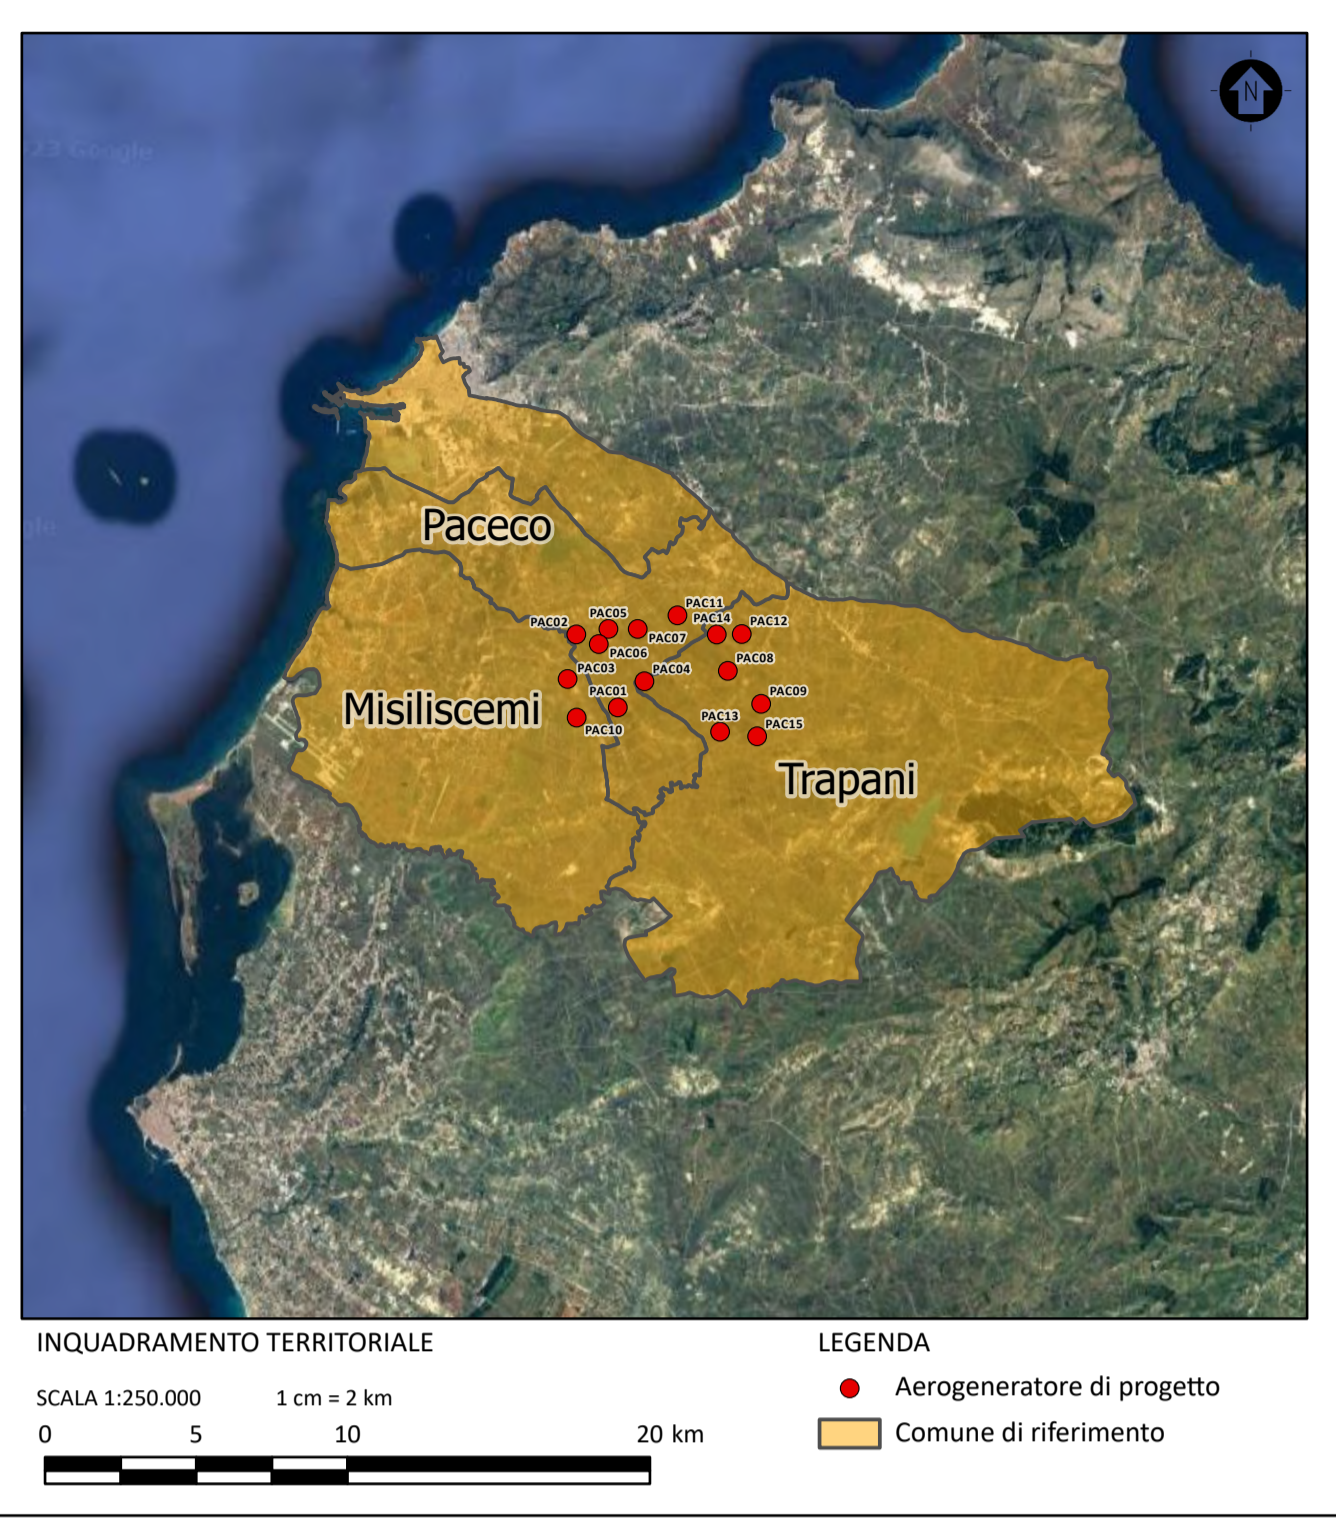 N
23 Google
Paceco
PAC11
PAC05
PAC02
PAC14
PAC12
PAC07
PAC06
PAC08
PAC03
PAC04
PAC01
PAC09
Misiliscemi
PAC13
PAC15
PAC10
Trapani
INQUADRAMENTO TERRITORIALE
SCALA 1:250.000 1 cm = 2 km
0 5 10 20 km
LEGENDA
Aerogeneratore di progetto
Comune di riferimento